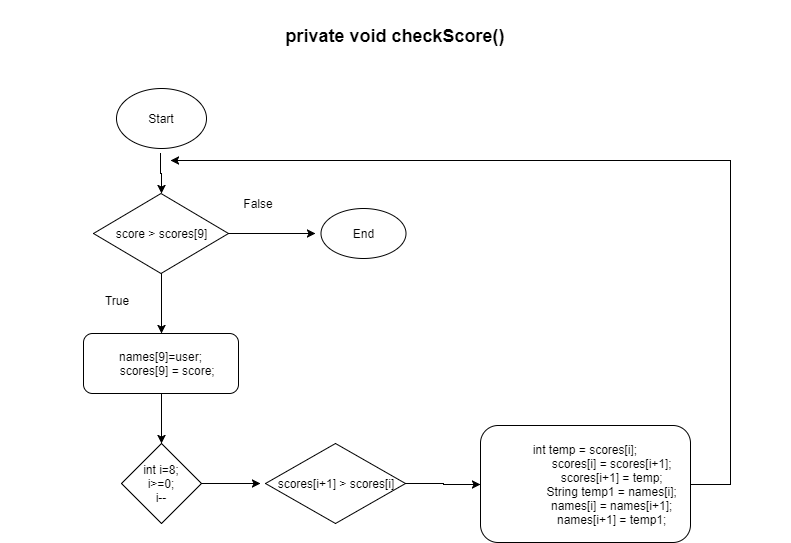 private void checkScore()
Start
False
score > scores[9]
End
True
names[9]=user;
scores[9] = score;
int i=8;
i>=0;
i--
scores[i+1] > scores[i]
int temp = scores[i];
scores[i] = scores[i+1];
scores[i+1] = temp;
String temp1 = names[i];
names[i] = names[i+1];
names[i+1] = temp1;